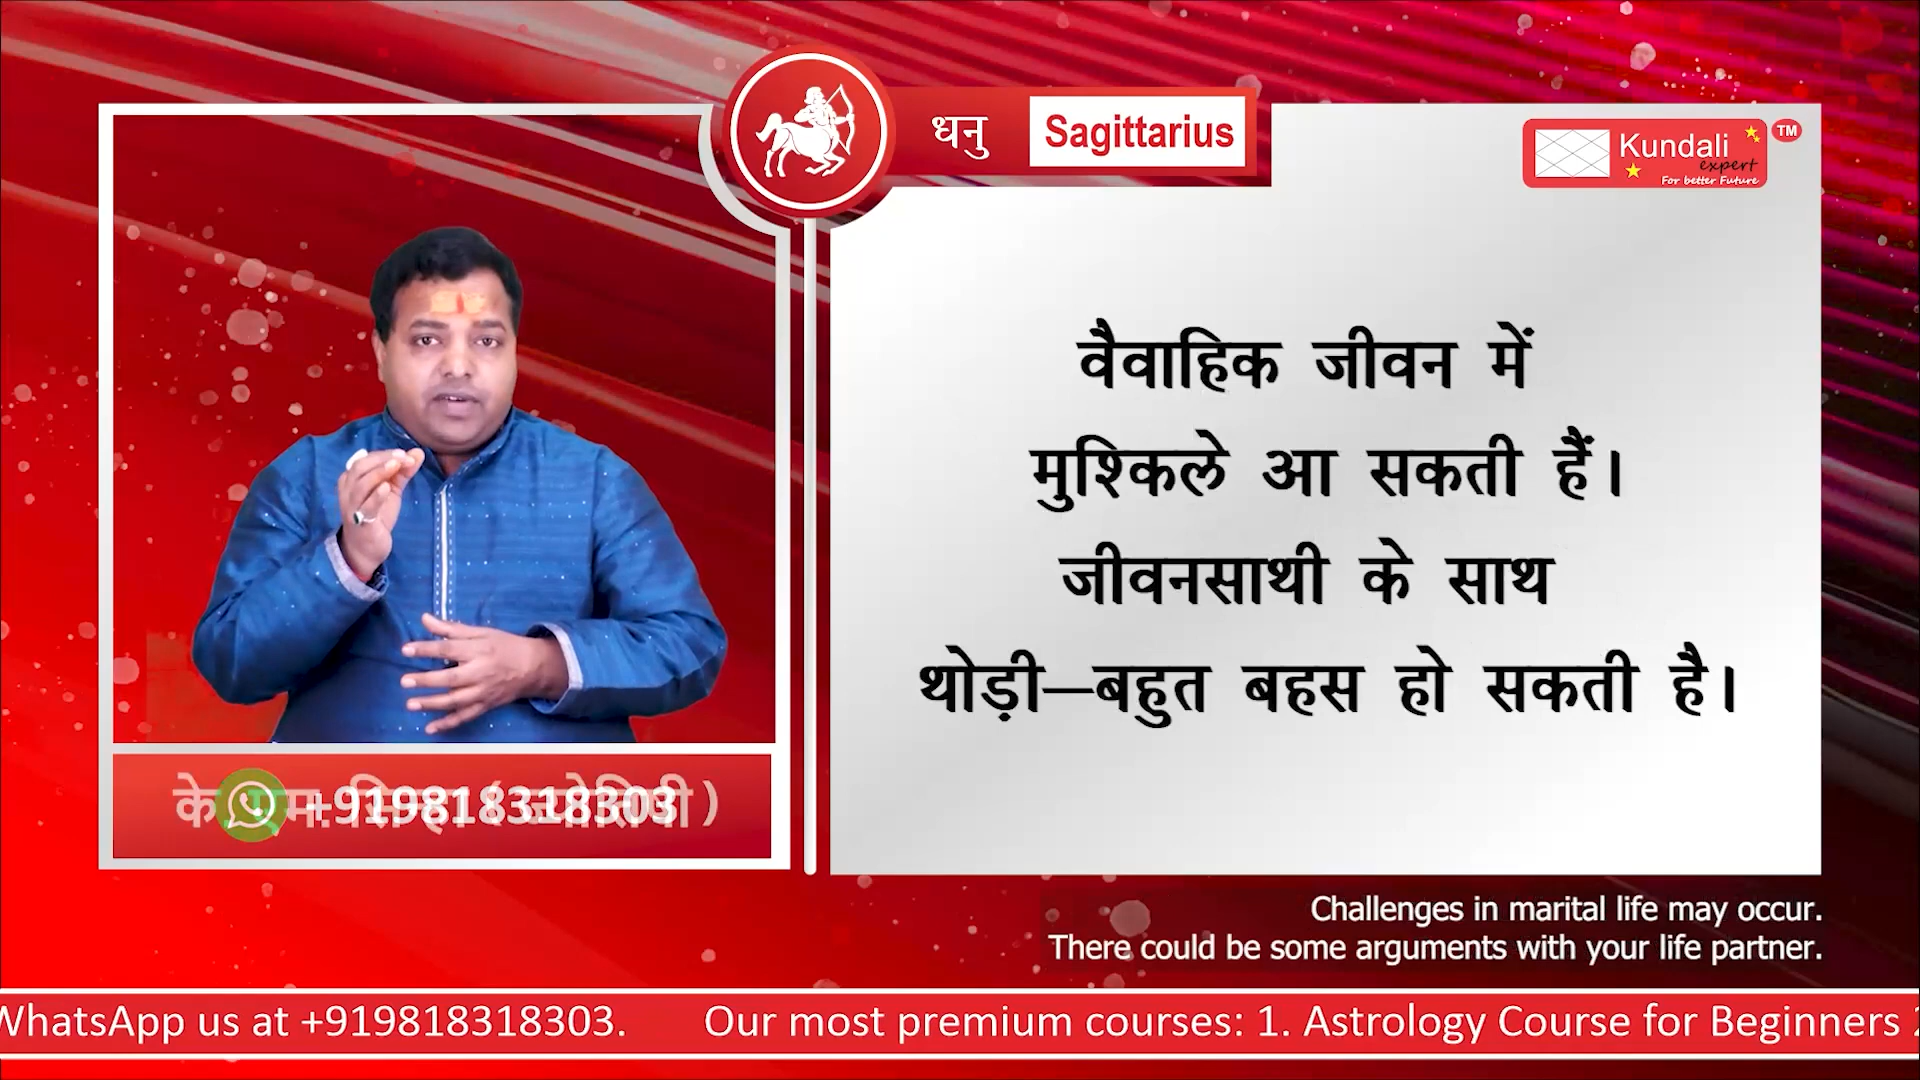 धनु
Sagittarius
Kundali
expert
For better Future
TM
वैवाहिक जीवन में
मुश्किले आ सकती हैं।
जीवनसाथी के साथ
थोड़ी–बहुत बहस हो सकती है।
के. एम. सिन्हा (ज्योतिषी)
+919818318303
Challenges in marital life may occur.
There could be some arguments with your life partner.
WhatsApp us at +919818318303. Our most premium courses: 1. Astrology Course for Beginners